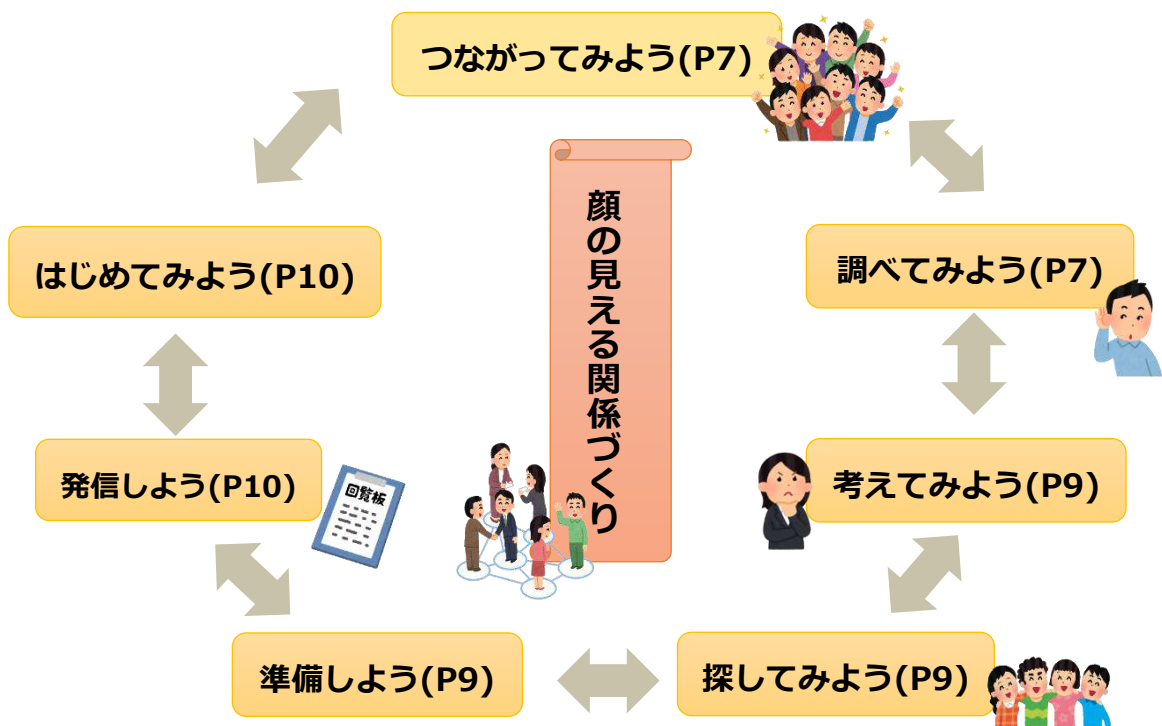 つながってみよう(P7)
調べてみよう(P7)
考えてみよう(P9)
探してみよう(P9)
準備しよう(P9)
発信しよう(P10)
回覧板
はじめてみよう(P10)
顔の見える関係づくり